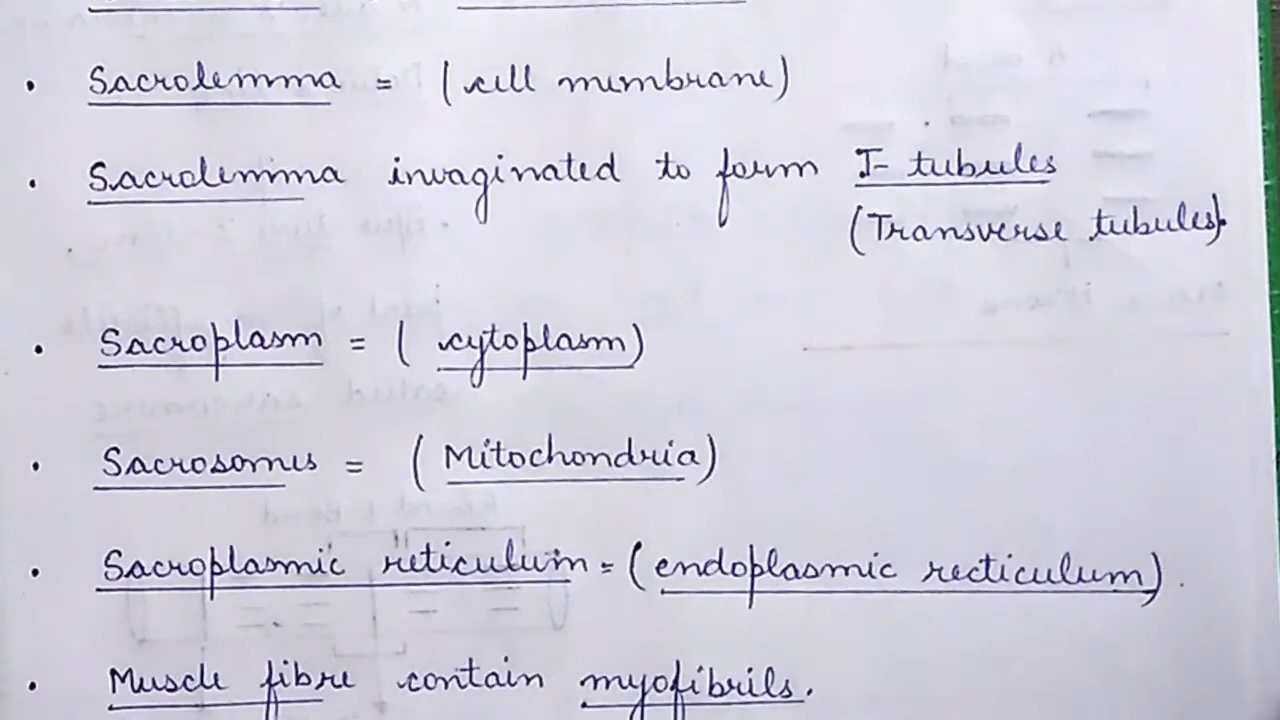 • Sacrolemma = (cell membrane)
• Sacrolemma invaginated to form T- tubules
(Transverse tubules)
• Sacroplasm = ( cytoplasm)
• Sacrosomes = (Mitochondria)
• Sacroplasmic reticulum = (endoplasmic recticulum).
• Muscle fibre contain myofibrils.